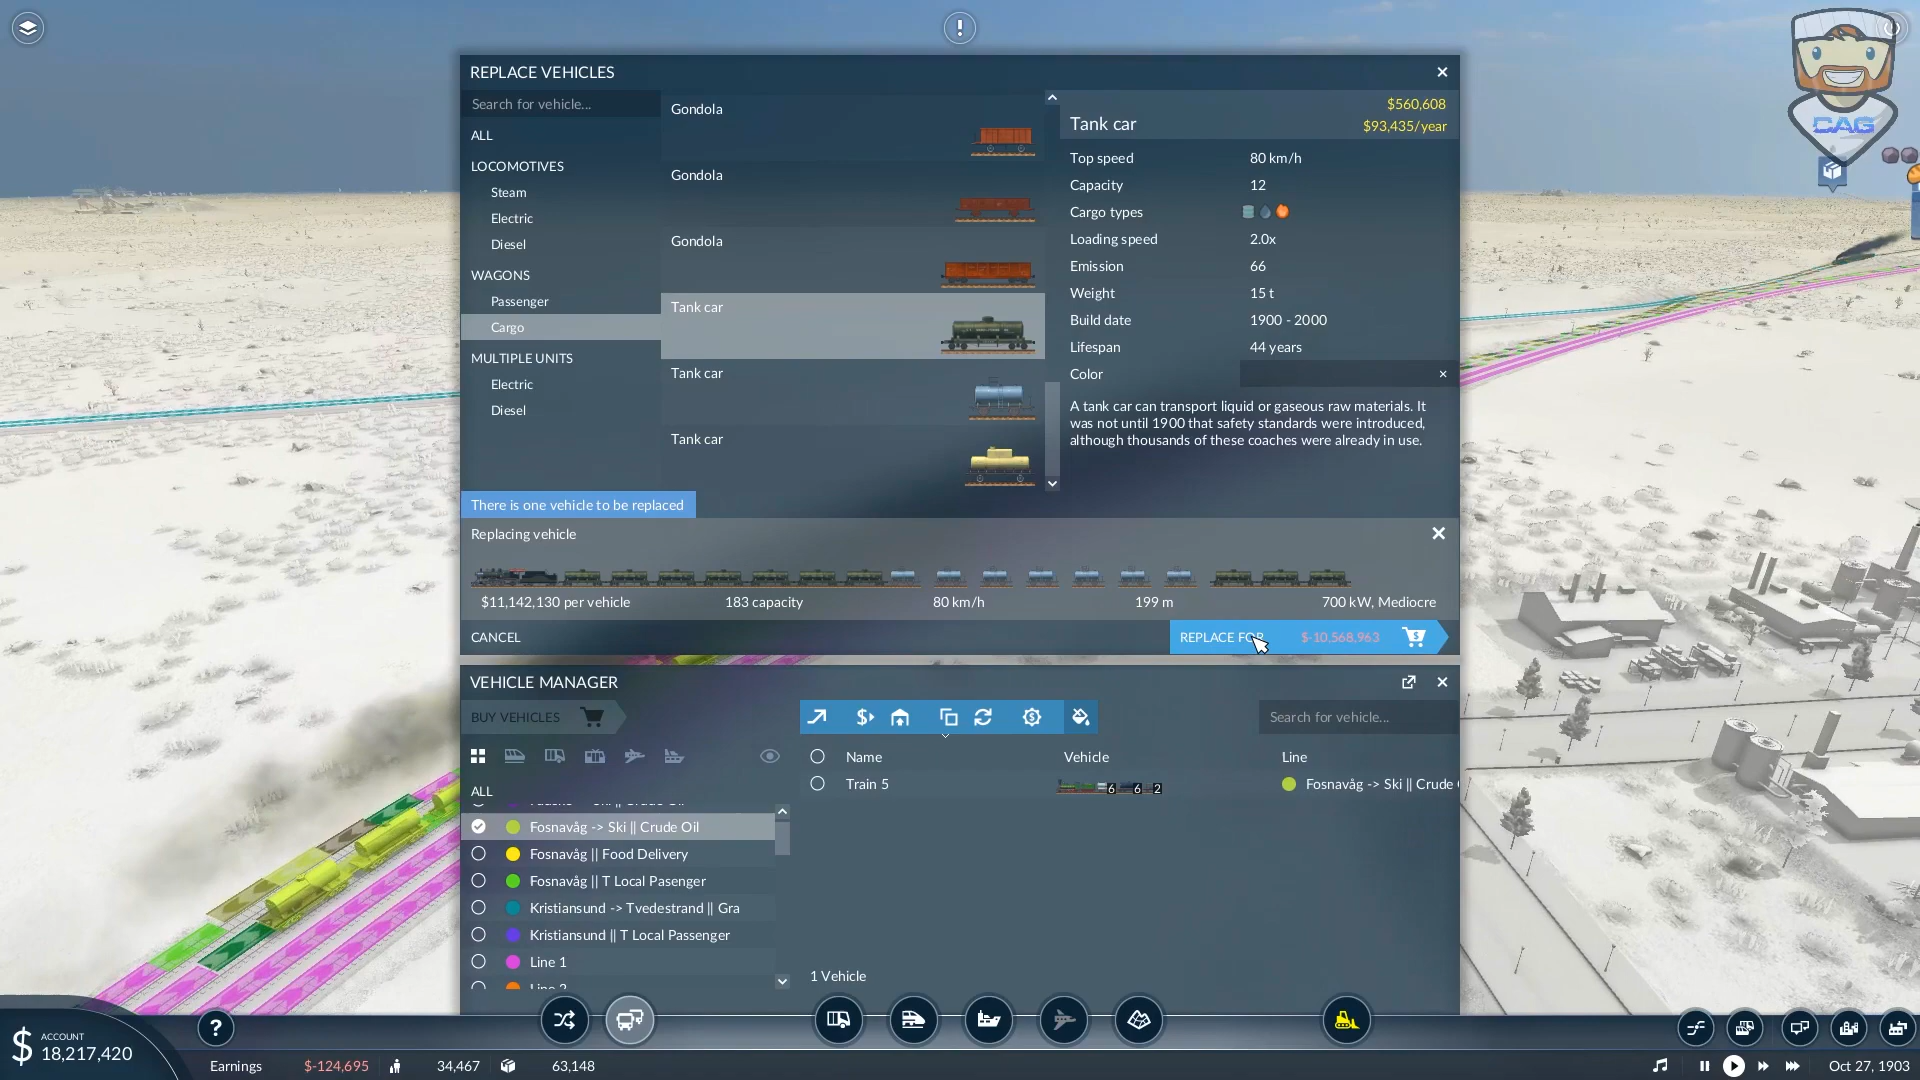 REPLACE VEHICLES
Search for vehicle...
ALL
LOCOMOTIVES
Steam
Electric
Diesel
WAGONS
Passenger
Cargo
MULTIPLE UNITS
Electric
Diesel
Gondola
Gondola
Gondola
Tank car
Tank car
Tank car
$560,608
Tank car
$93,435/year
Top speed 80 km/h
Capacity 12
Cargo types
Loading speed 2.0x
Emission 66
Weight 15 t
Build date 1900 - 2000
Lifespan 44 years
Color
A tank car can transport liquid or gaseous raw materials. It
was not until 1900 that safety standards were introduced,
although thousands of these coaches were already in use.
CAG
There is one vehicle to be replaced
Replacing vehicle
$11,142,130 per vehicle 183 capacity 80 km/h 199 m 700 kW, Mediocre
CANCEL
REPLACE FOR $-10,568,963
VEHICLE MANAGER
BUY VEHICLES
Search for vehicle...
ALL
Fosnavåg -> Ski || Crude Oil
Fosnavåg || Food Delivery
Fosnavåg || T Local Pasenger
Kristiansund -> Tvedestrand || Gra
Kristiansund || T Local Passenger
Line 1
Line 2
Name Vehicle Line
Train 5 6 6 2 Fosnavåg -> Ski || Crude
1 Vehicle
?
$ ACCOUNT
18,217,420
Earnings $-124,695 34,467 63,148
Oct 27, 1903